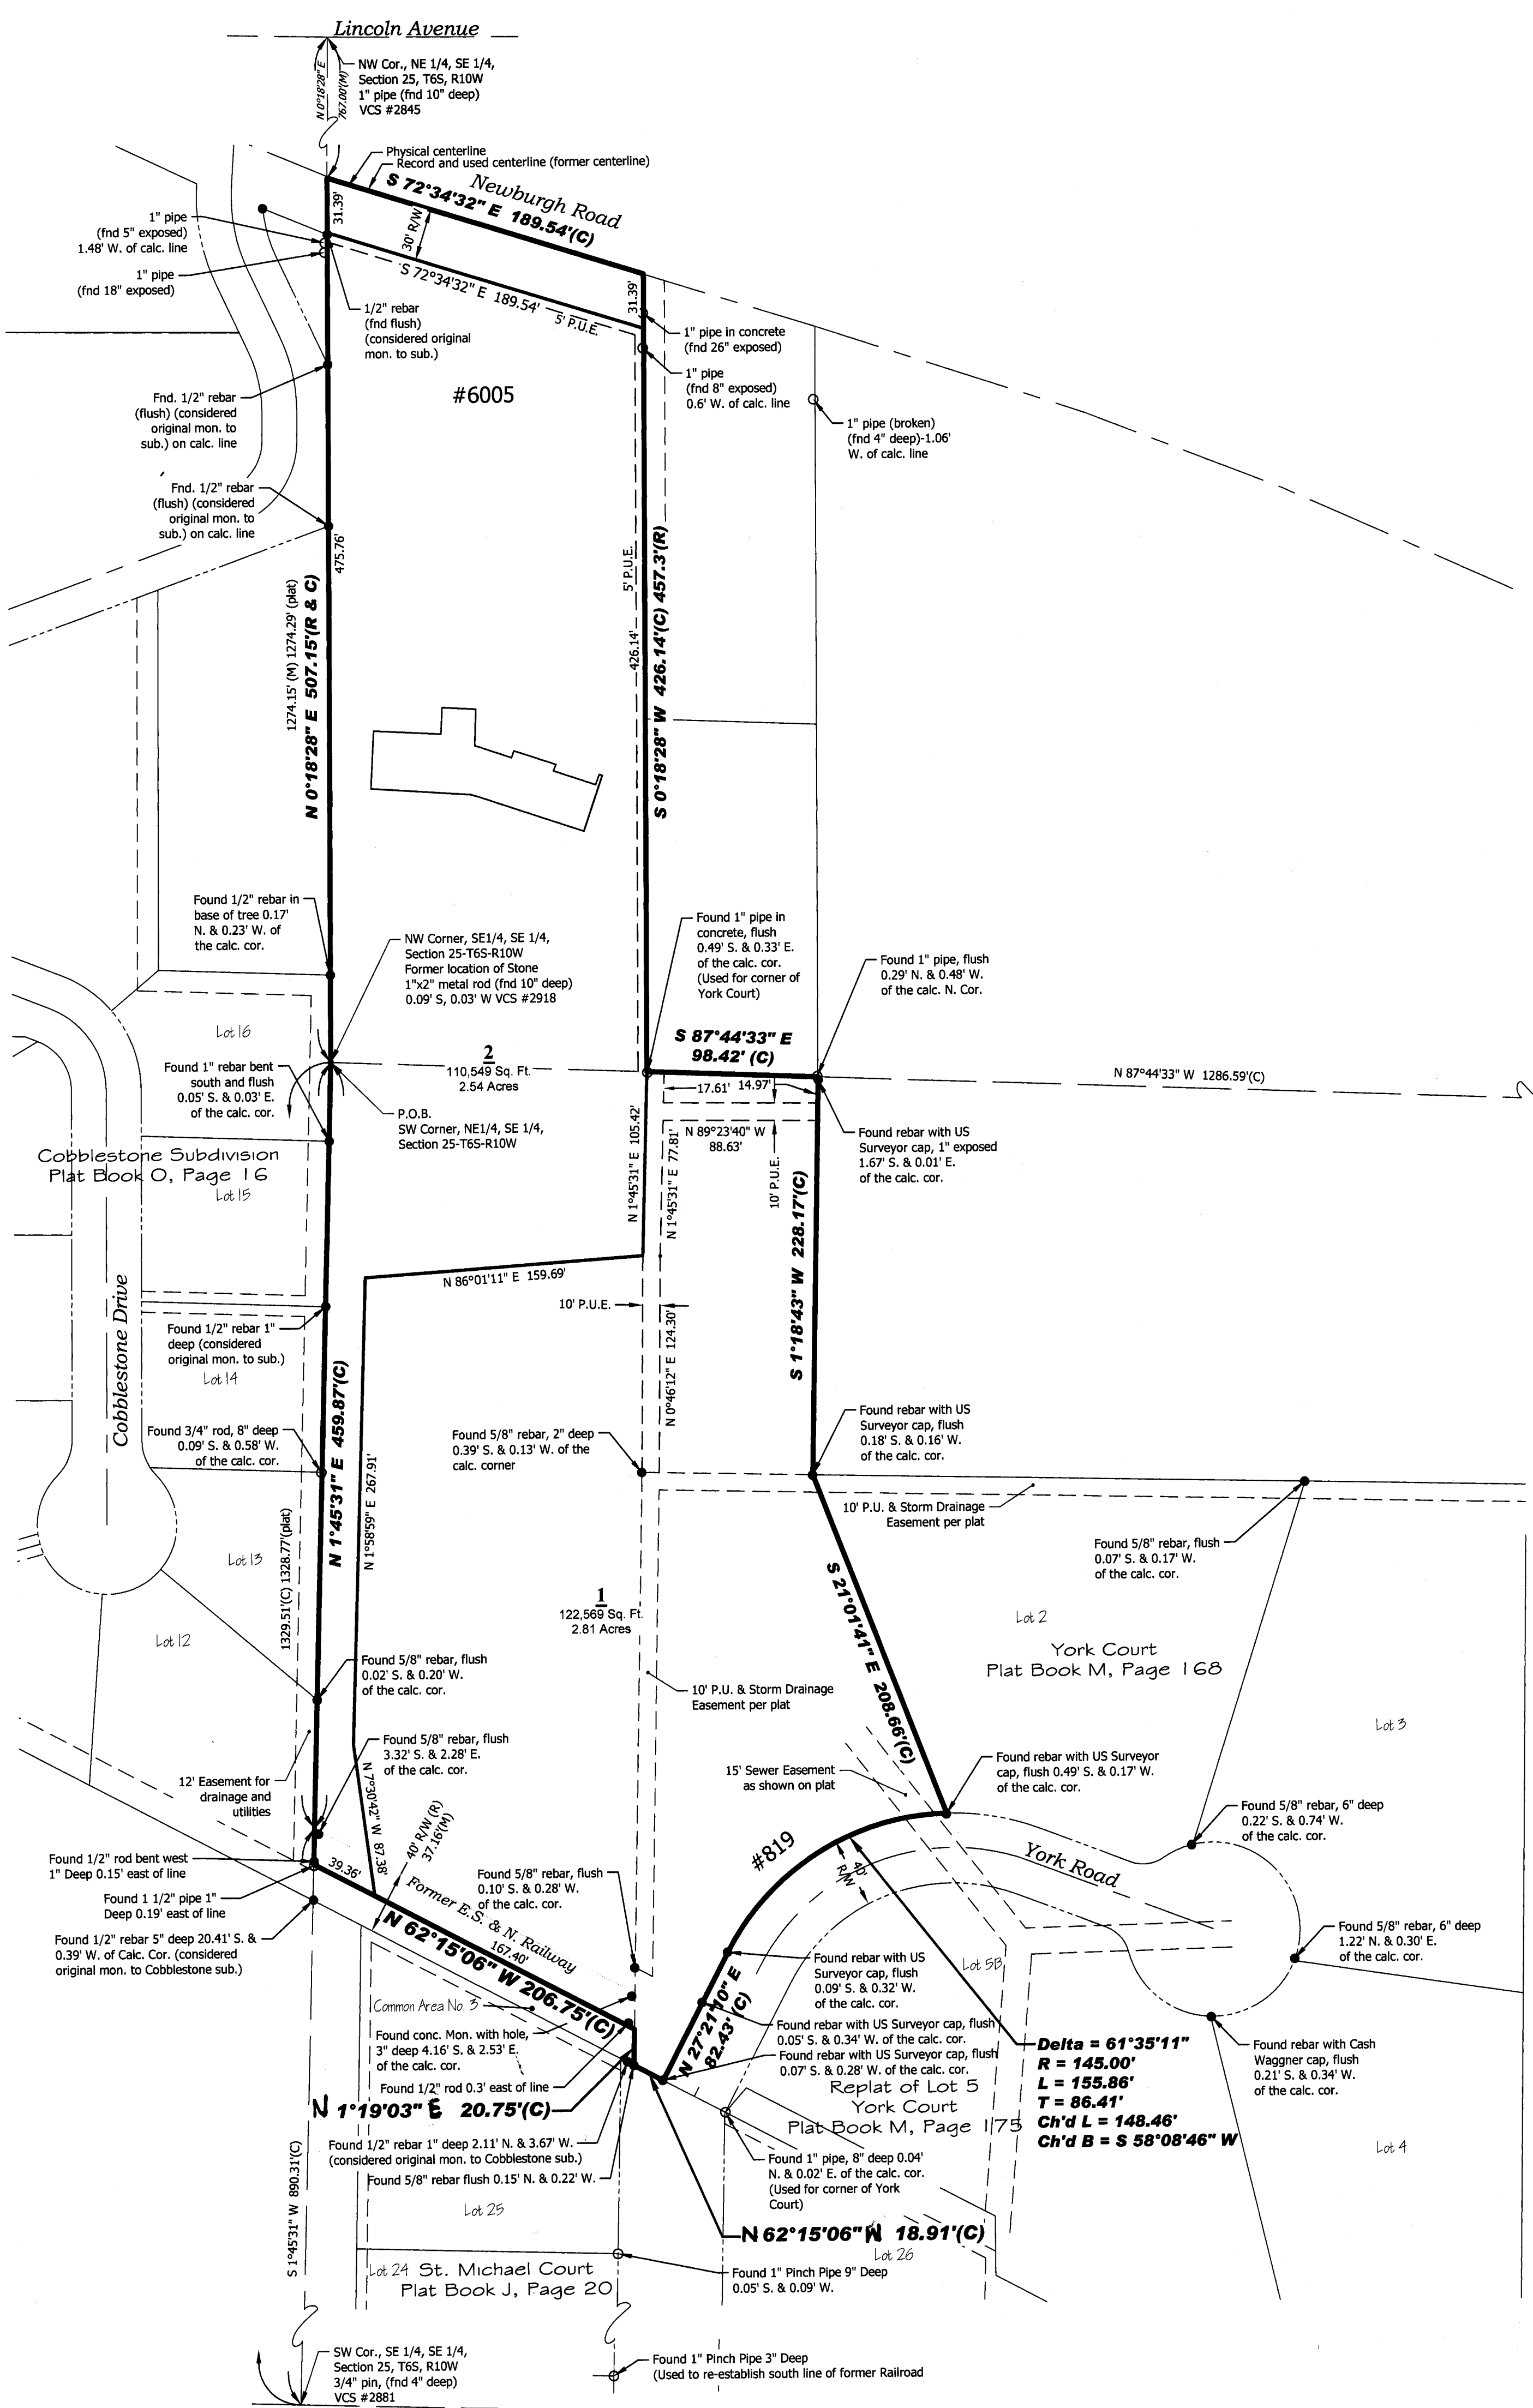 Lincoln Avenue
N 0°18'28" E
767.00'(M)
NW Cor., NE 1/4, SE 1/4,
Section 25, T6S, R10W
1" pipe (fnd 10" deep)
VCS #2845
Physical centerline
Record and used centerline (former centerline)
Newburgh Road
S 72°34'32" E 189.54'(C)
31.39'
30' R/W
S 72°34'32" E 189.54'
5' P.U.E.
31.39'
1" pipe
(fnd 5" exposed)
1.48' W. of calc. line
1" pipe
(fnd 18" exposed)
1/2" rebar
(fnd flush)
(considered original
mon. to sub.)
1" pipe in concrete
(fnd 26" exposed)
1" pipe
(fnd 8" exposed)
0.6' W. of calc. line
#6005
Fnd. 1/2" rebar
(flush) (considered
original mon. to
sub.) on calc. line
1" pipe (broken)
(fnd 4" deep)-1.06'
W. of calc. line
Fnd. 1/2" rebar
(flush) (considered
original mon. to
sub.) on calc. line
475.76'
1274.15' (M) 1274.29' (plat)
N 0°18'28" E 507.15'(R & C)
5' P.U.E.
426.14'
S 0°18'28" W 426.14'(C) 457.3'(R)
Found 1/2" rebar in
base of tree 0.17'
N. & 0.23' W. of
the calc. cor.
NW Corner, SE1/4, SE 1/4,
Section 25-T6S-R10W
Former location of Stone
1"x2" metal rod (fnd 10" deep)
0.09' S, 0.03' W VCS #2918
Found 1" pipe in
concrete, flush
0.49' S. & 0.33' E.
of the calc. cor.
(Used for corner of
York Court)
Found 1" pipe, flush
0.29' N. & 0.48' W.
of the calc. N. Cor.
Lot 16
S 87°44'33" E
98.42' (C)
2
110,549 Sq. Ft.
2.54 Acres
N 87°44'33" W 1286.59'(C)
Found 1" rebar bent
south and flush
0.05' S. & 0.03' E.
of the calc. cor.
17.61'
14.97'
P.O.B.
SW Corner, NE1/4, SE 1/4,
Section 25-T6S-R10W
N 1°45'31" E 105.42'
N 1°45'31" E 77.81'
N 89°23'40" W
88.63'
10' P.U.E.
Found rebar with US
Surveyor cap, 1" exposed
1.67' S. & 0.01' E.
of the calc. cor.
Cobblestone Subdivision
Plat Book O, Page 16
Lot 15
S 1°18'43" W 228.17'(C)
N 86°01'11" E 159.69'
10' P.U.E.
Found 1/2" rebar 1"
deep (considered
original mon. to sub.)
Cobblestone Drive
Lot 14
N 0°46'12" E 124.30'
N 1°45'31" E 459.87'(C)
Found 3/4" rod, 8" deep
0.09' S. & 0.58' W.
of the calc. cor.
Found 5/8" rebar, 2" deep
0.39' S. & 0.13' W. of the
calc. corner
Found rebar with US
Surveyor cap, flush
0.18' S. & 0.16' W.
of the calc. cor.
N 1°58'59" E 267.91'
10' P.U. & Storm Drainage
Easement per plat
Found 5/8" rebar, flush
0.07' S. & 0.17' W.
of the calc. cor.
Lot 13
1329.51'(C) 1328.77'(plat)
1
122,569 Sq. Ft.
2.81 Acres
S 21°01'41" E 208.66'(C)
Lot 2
Lot 12
York Court
Plat Book M, Page 168
Found 5/8" rebar, flush
0.02' S. & 0.20' W.
of the calc. cor.
10' P.U. & Storm Drainage
Easement per plat
Lot 3
Found 5/8" rebar, flush
3.32' S. & 2.28' E.
of the calc. cor.
12' Easement for
drainage and
utilities
N 7°30'42" W 87.38'
15' Sewer Easement
as shown on plat
Found rebar with US Surveyor
cap, flush 0.49' S. & 0.17' W.
of the calc. cor.
Found 5/8" rebar, 6" deep
0.22' S. & 0.74' W.
of the calc. cor.
40' R/W (R)
37.16'(M)
#819
40'
R/W
York Road
Found 1/2" rod bent west
1" Deep 0.15' east of line
39.36'
Found 1 1/2" pipe 1"
Deep 0.19' east of line
Found 5/8" rebar, flush
0.10' S. & 0.28' W.
of the calc. cor.
Former E.S. & N. Railway
N 62°15'06" W 206.75'(C)
167.40'
Found 1/2" rebar 5" deep 20.41' S. &
0.39' W. of Calc. Cor. (considered
original mon. to Cobblestone sub.)
Found 5/8" rebar, 6" deep
1.22' N. & 0.30' E.
of the calc. cor.
Found rebar with US
Surveyor cap, flush
0.09' S. & 0.32' W.
of the calc. cor.
Lot 5B
Common Area No. 3
N 27°21'10" E
82.43' (C)
Found rebar with US Surveyor cap, flush
0.05' S. & 0.34' W. of the calc. cor.
Found conc. Mon. with hole,
3" deep 4.16' S. & 2.53' E.
of the calc. cor.
Found rebar with US Surveyor cap, flush
0.07' S. & 0.28' W. of the calc. cor.
Delta = 61°35'11"
R = 145.00'
L = 155.86'
T = 86.41'
Ch'd L = 148.46'
Ch'd B = S 58°08'46" W
Found rebar with Cash
Waggner cap, flush
0.21' S. & 0.34' W.
of the calc. cor.
Found 1/2" rod 0.3' east of line
N 1°19'03" E 20.75'(C)
Replat of Lot 5
York Court
Plat Book M, Page 175
Found 1/2" rebar 1" deep 2.11' N. & 3.67' W.
(considered original mon. to Cobblestone sub.)
Found 5/8" rebar flush 0.15' N. & 0.22' W.
Found 1" pipe, 8" deep 0.04'
N. & 0.02' E. of the calc. cor.
(Used for corner of York
Court)
Lot 4
Lot 25
S 1°45'31" W 890.31'(C)
N 62°15'06" W 18.91'(C)
Lot 26
Lot 24
St. Michael Court
Plat Book J, Page 20
Found 1" Pinch Pipe 9" Deep
0.05' S. & 0.09' W.
SW Cor., SE 1/4, SE 1/4,
Section 25, T6S, R10W
3/4" pin, (fnd 4" deep)
VCS #2881
Found 1" Pinch Pipe 3" Deep
(Used to re-establish south line of former Railroad